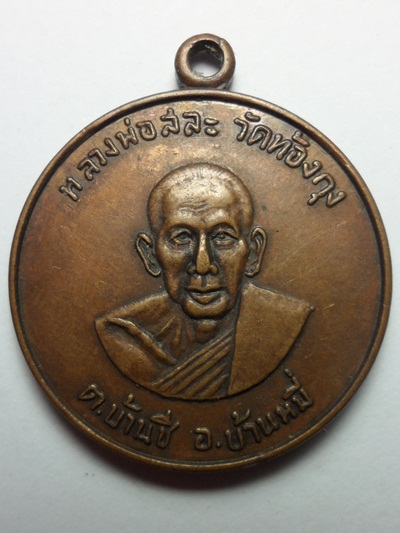 หลวงพ่อสละ วัดท้องคุง
ต.บ้านชี อ.บ้านหมี่